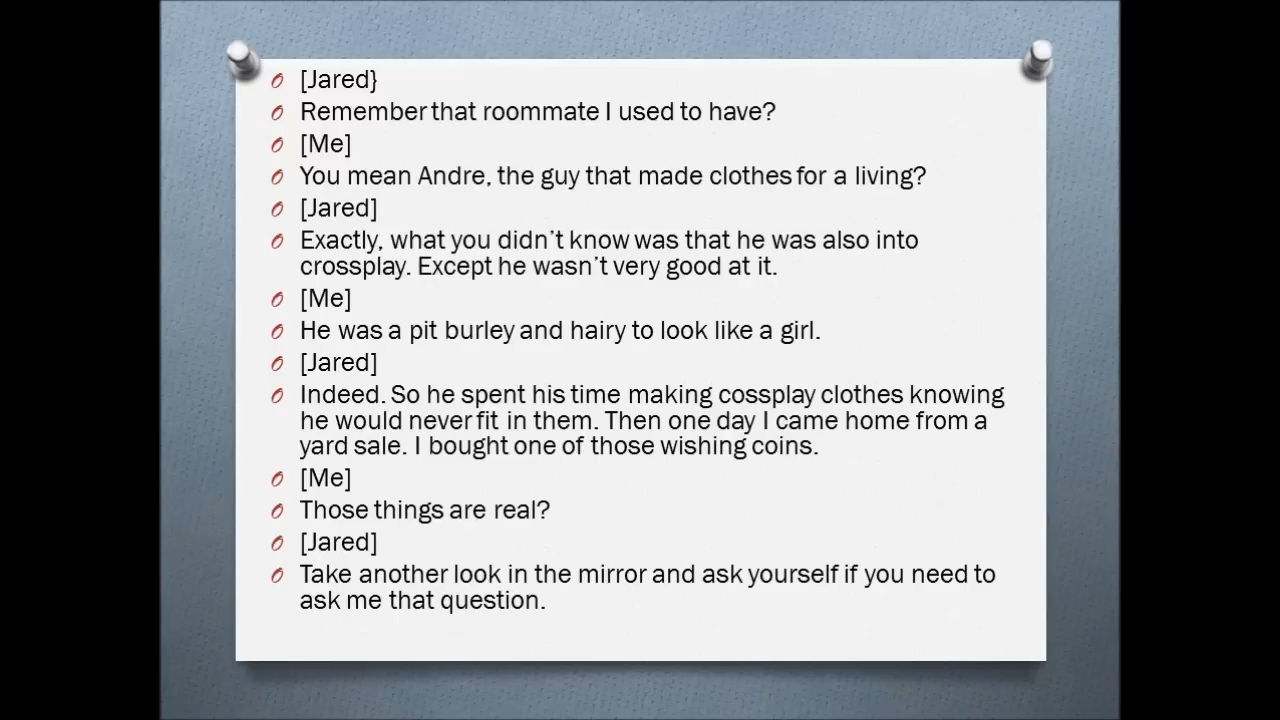 [Jared}
Remember that roommate I used to have?
[Me]
You mean Andre, the guy that made clothes for a living?
[Jared]
Exactly, what you didn’t know was that he was also into
crossplay. Except he wasn’t very good at it.
[Me]
He was a pit burley and hairy to look like a girl.
[Jared]
Indeed. So he spent his time making cossplay clothes knowing
he would never fit in them. Then one day I came home from a
yard sale. I bought one of those wishing coins.
[Me]
Those things are real?
[Jared]
Take another look in the mirror and ask yourself if you need to
ask me that question.